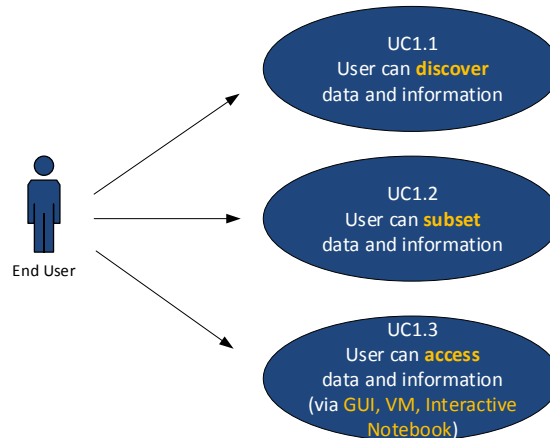 UC1.1
User can discover
data and information
UC1.2
User can subset
data and information
End User
UC1.3
User can access
data and information
(via GUI, VM, Interactive
Notebook)